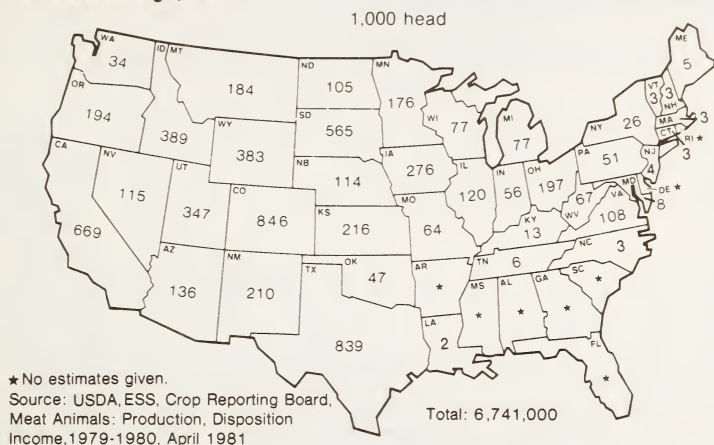 1,000 head
WA
34
ID
MT
184
ND
105
MN
176
ME
5
OR
194
389
WY
383
SD
565
WI
77
MI
77
VT
3
3
NH
NY
26
MA
3
CT
RI★
3
CA
669
NV
115
UT
347
CO
846
NB
114
IA
276
IL
120
IN
56
OH
197
PA
51
NJ
4
MD
DE ★
8
KS
216
MO
64
KY
13
WV
67
VA
108
AZ
136
NM
210
TX
839
OK
47
AR
★
TN
6
NC
3
SC
★
MS
★
AL
★
GA
★
LA
2
FL
★
★No estimates given.
Source: USDA, ESS, Crop Reporting Board,
Meat Animals: Production, Disposition
Income,1979-1980, April 1981
Total: 6,741,000